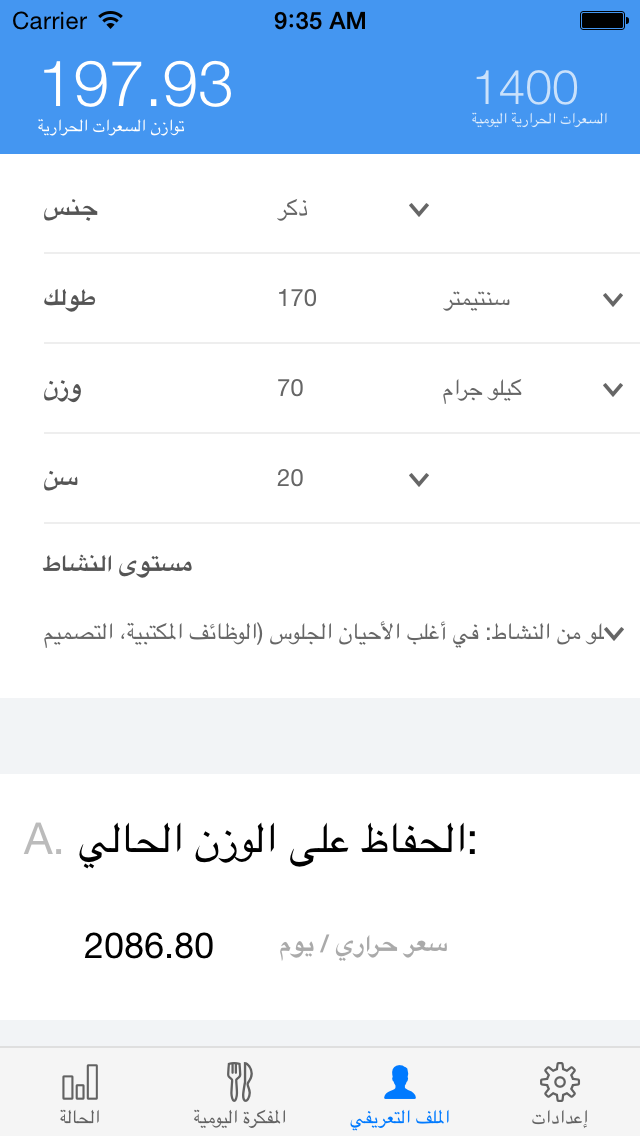 Carrier 9:35 AM
197.93 1400
توازن السعرات الحرارية السعرات الحرارية اليومية
جنس ذكر
طولك 170 سنتيمتر
وزن 70 كيلو جرام
سن 20
مستوى النشاط
لو من النشاط: في أغلب الأحيان الجلوس (الوظائف المكتبية، التصميم
A. الحفاظ على الوزن الحالي:
2086.80 سعر حراري / يوم
الحالة المفكرة اليومية الملف التعريفي إعدادات